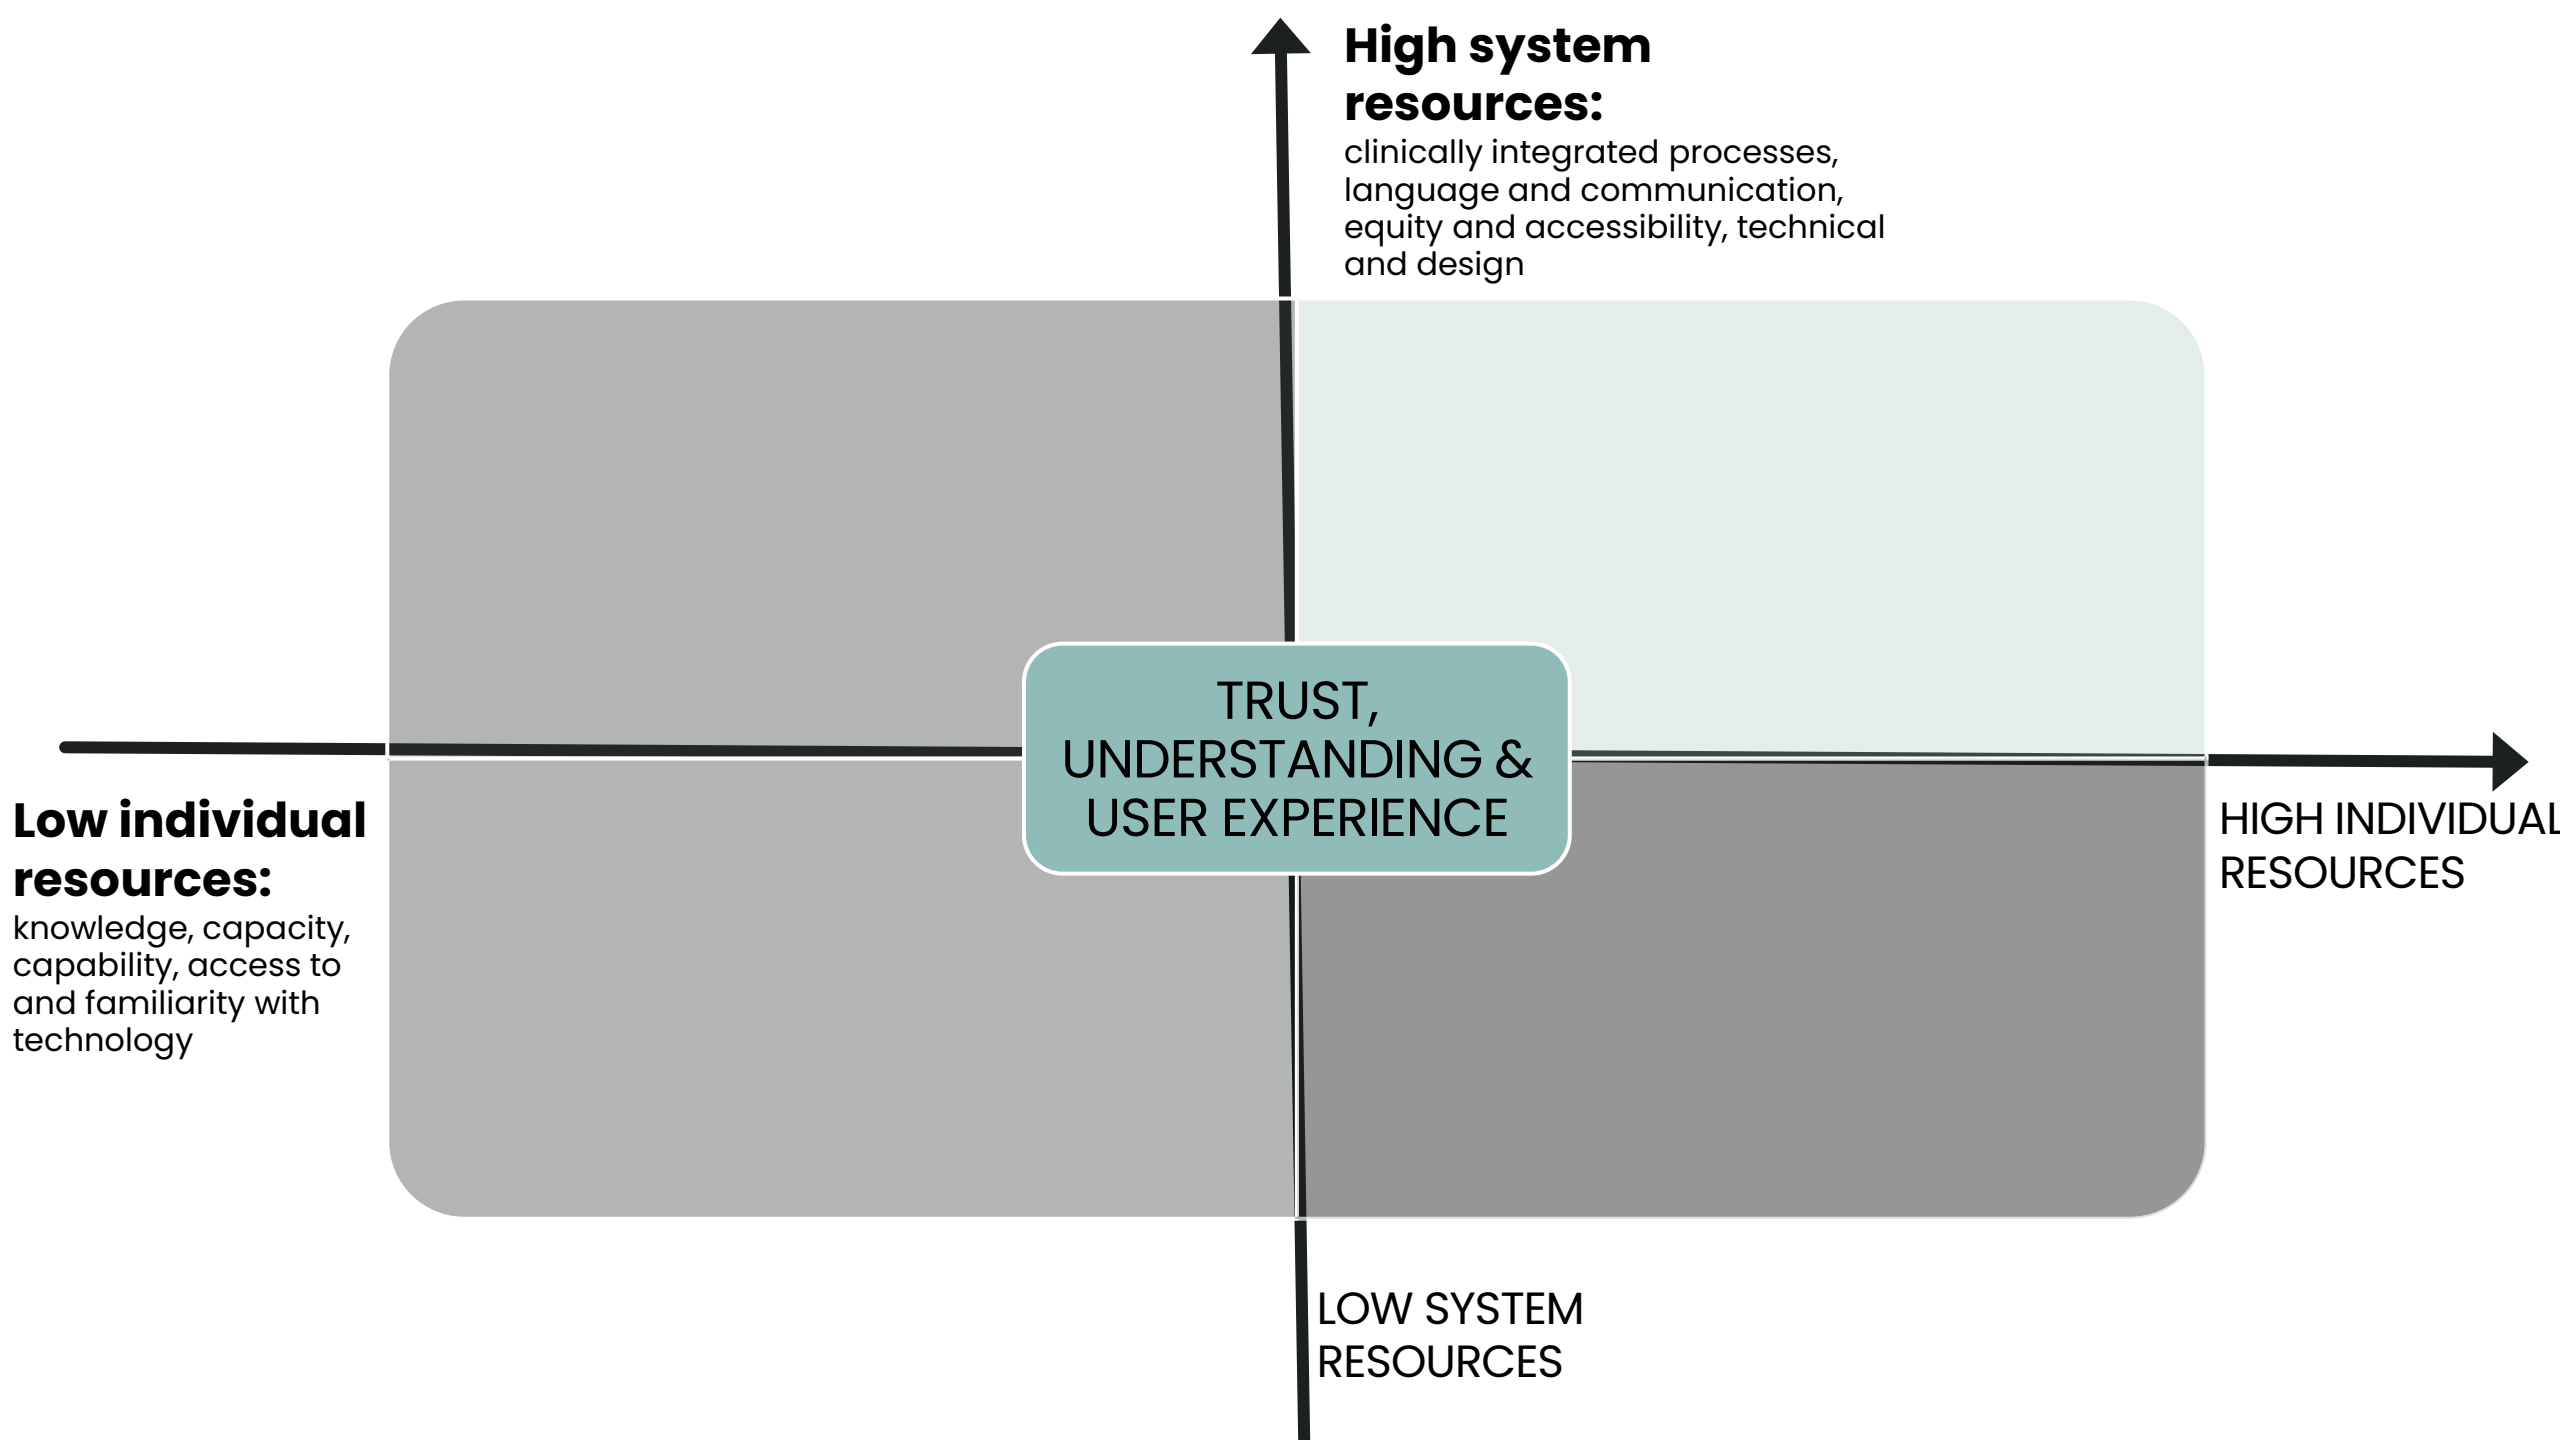 High system
resources:
clinically integrated processes,
language and communication,
equity and accessibility, technical
and design
TRUST,
UNDERSTANDING &
USER EXPERIENCE
Low individual
resources:
knowledge, capacity,
capability, access to
and familiarity with
technology
HIGH INDIVIDUAL
RESOURCES
LOW SYSTEM
RESOURCES